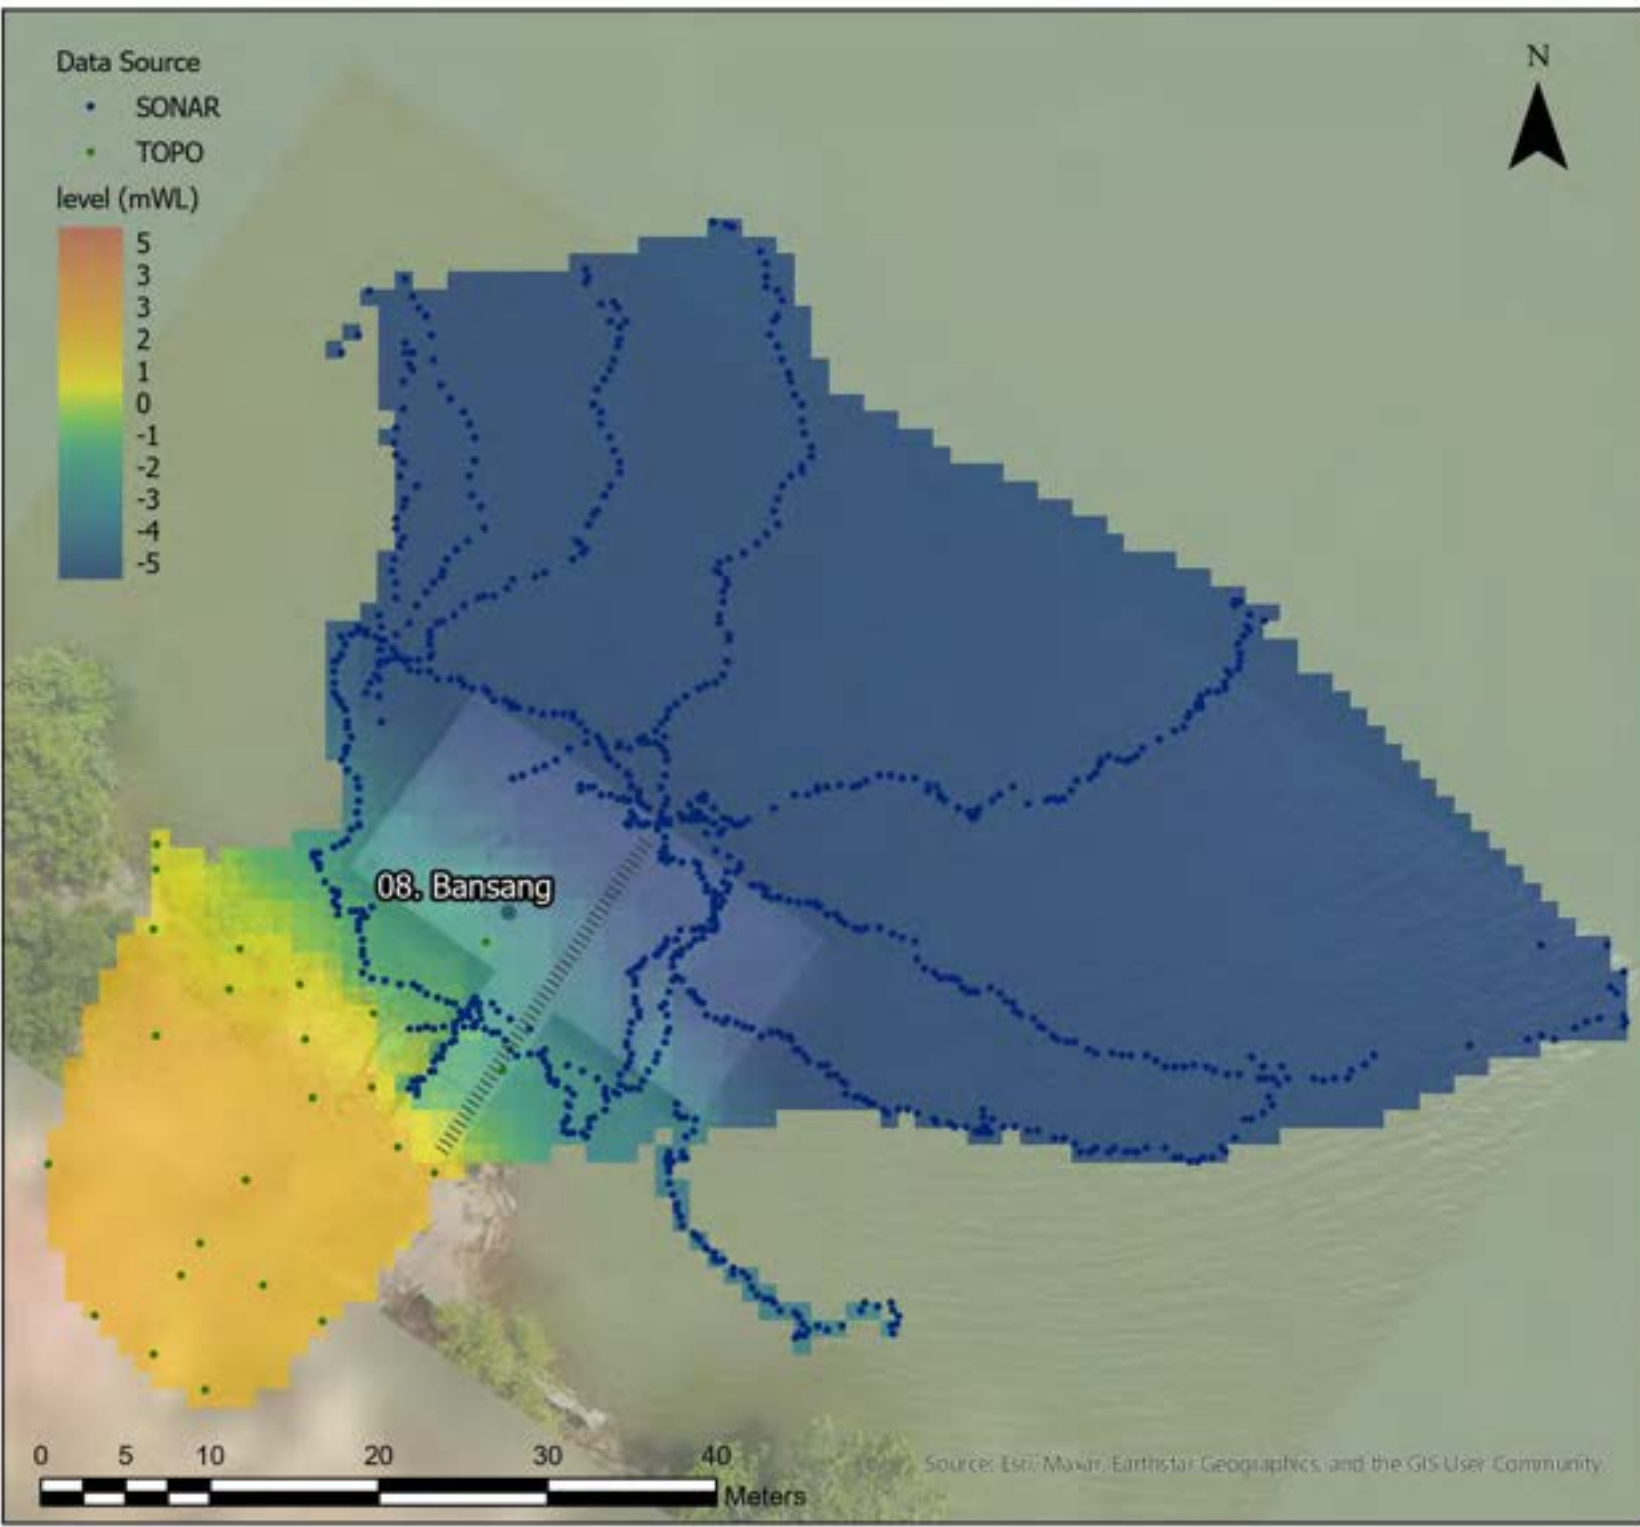 Data Source
SONAR
TOPO
level (mWL)
5
3
3
2
1
0
-1
-2
-3
-4
-5
N
08. Bansang
0 5 10 20 30 40
Meters
Source: Esri, Maxar, Earthstar Geographics, and the GIS User Community